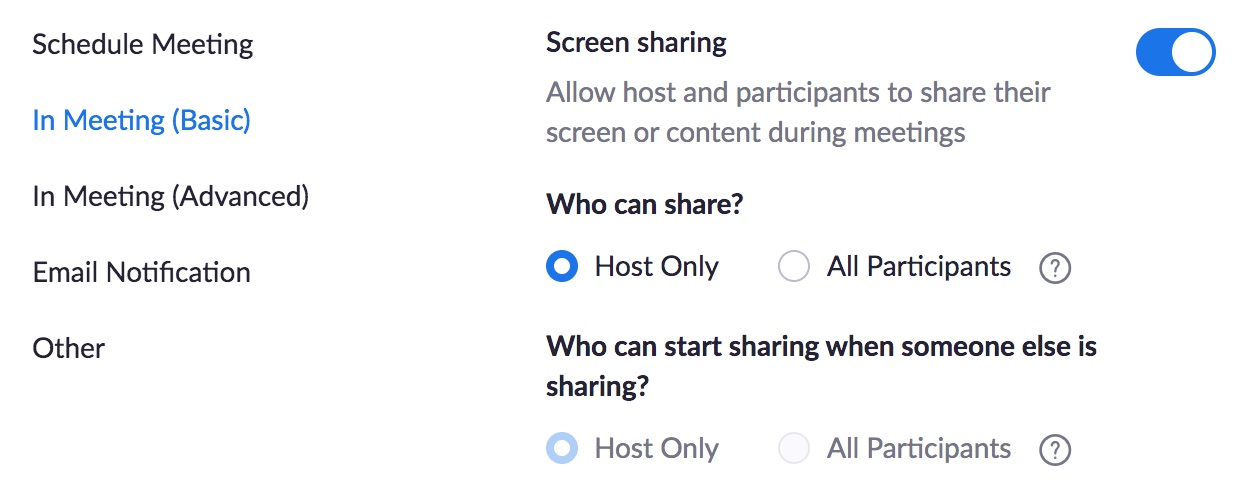 Schedule Meeting
In Meeting (Basic)
In Meeting (Advanced)
Email Notification
Other
Screen sharing
Allow host and participants to share their
screen or content during meetings
Who can share?
Host Only
All Participants
?
Who can start sharing when someone else is
sharing?
Host Only
All Participants
?